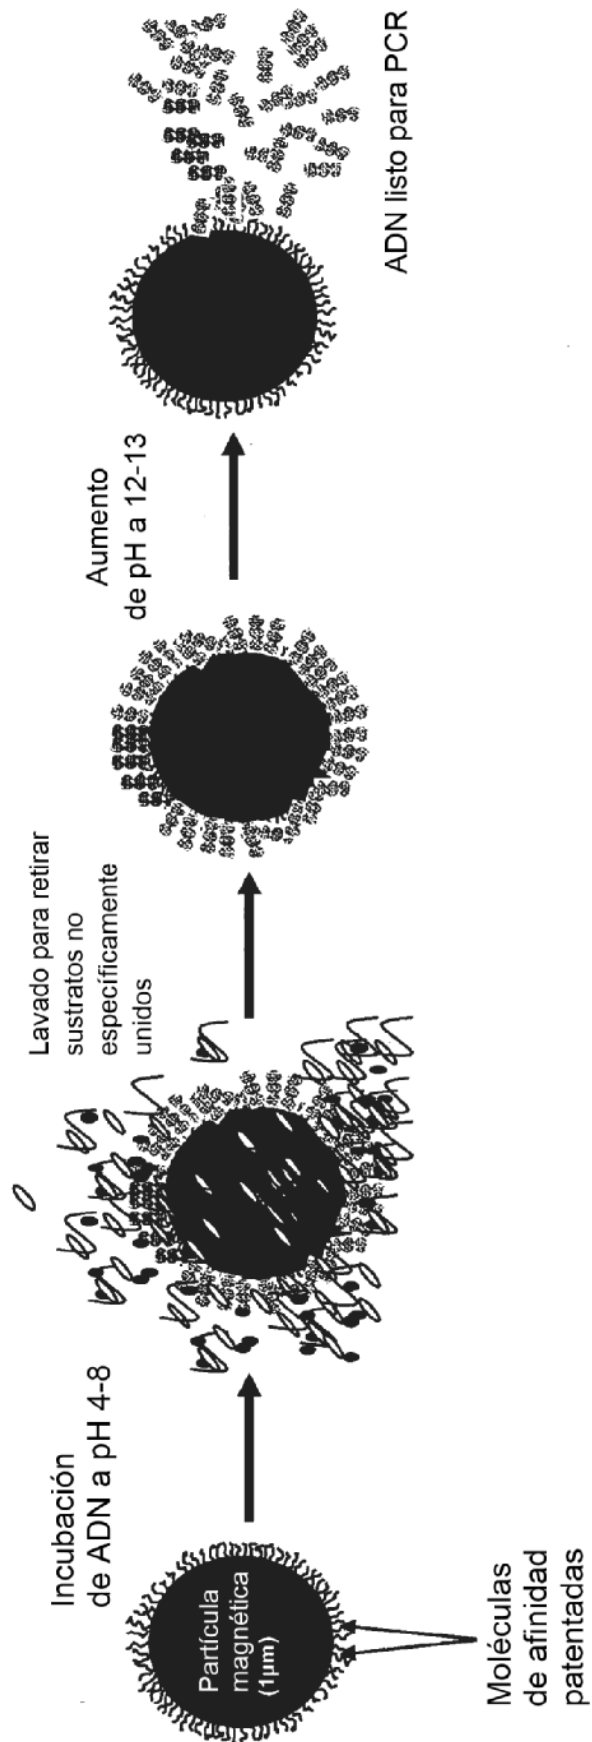 Partícula
magnética
(1µm)
Moléculas
de afinidad
patentadas
Incubación
de ADN a pH 4-8
Lavado para retirar
sustratos no
específicamente
unidos
Aumento
de pH a 12-13
ADN listo para PCR